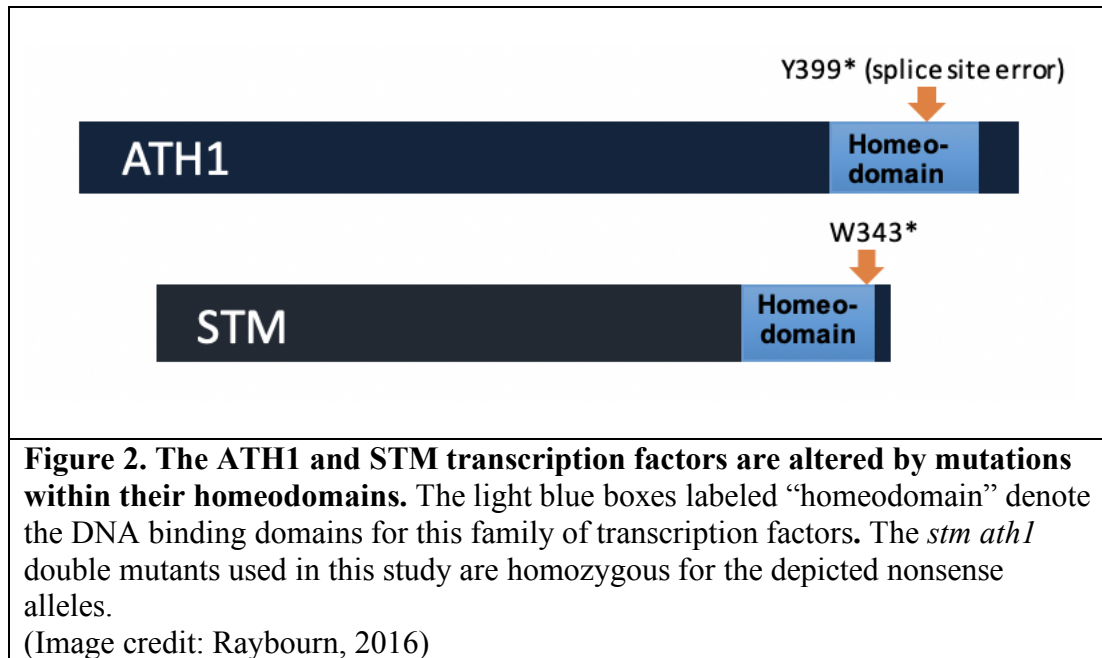 Y399* (splice site error)
ATH1
Homeo-
domain
W343*
STM
Homeo-
domain
Figure 2. The ATH1 and STM transcription factors are altered by mutations
within their homeodomains. The light blue boxes labeled “homeodomain” denote
the DNA binding domains for this family of transcription factors. The stm ath1
double mutants used in this study are homozygous for the depicted nonsense
alleles.
(Image credit: Raybourn, 2016)